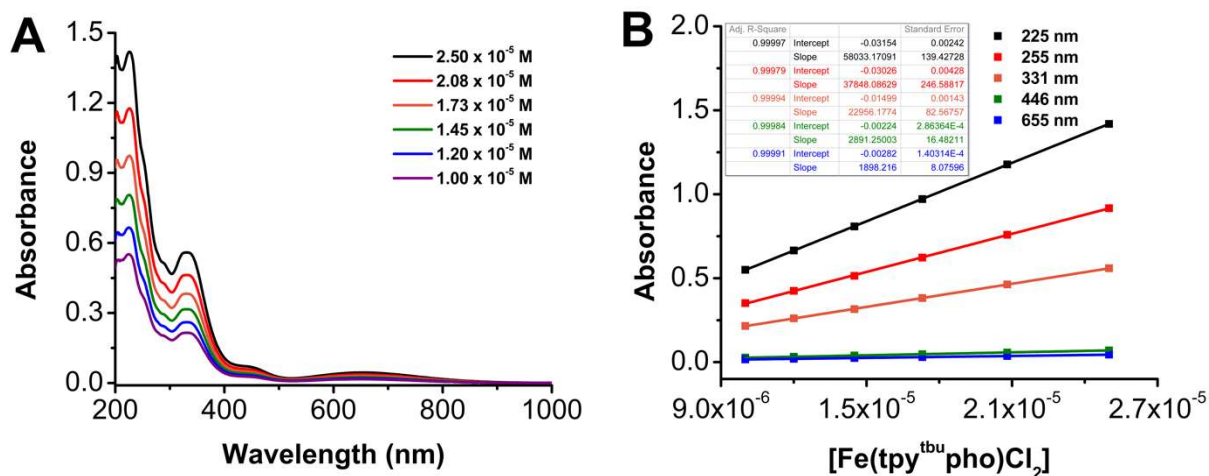 A
Absorbance
1.5
1.2
0.9
0.6
0.3
0.0
2.50 x 10⁻⁵ M
2.08 x 10⁻⁵ M
1.73 x 10⁻⁵ M
1.45 x 10⁻⁵ M
1.20 x 10⁻⁵ M
1.00 x 10⁻⁵ M
200 400 600 800 1000
Wavelength (nm)
B
Absorbance
2.0
1.5
1.0
0.5
0.0
Adj. R-Square Standard Error
0.99997 Intercept -0.03154 0.00242
Slope 58033.17091 139.42728
0.99979 Intercept -0.03026 0.00428
Slope 37848.08629 246.58817
0.99994 Intercept -0.01499 0.00143
Slope 22956.1774 82.56757
0.99984 Intercept -0.00224 2.86364E-4
Slope 2891.25003 16.48211
0.99991 Intercept -0.00282 1.40314E-4
Slope 1898.216 8.07596
225 nm
255 nm
331 nm
446 nm
655 nm
9.0x10⁻⁶ 1.5x10⁻⁵ 2.1x10⁻⁵ 2.7x10⁻⁵
[Fe(tpyᵗᵇᵘpho)Cl₂]